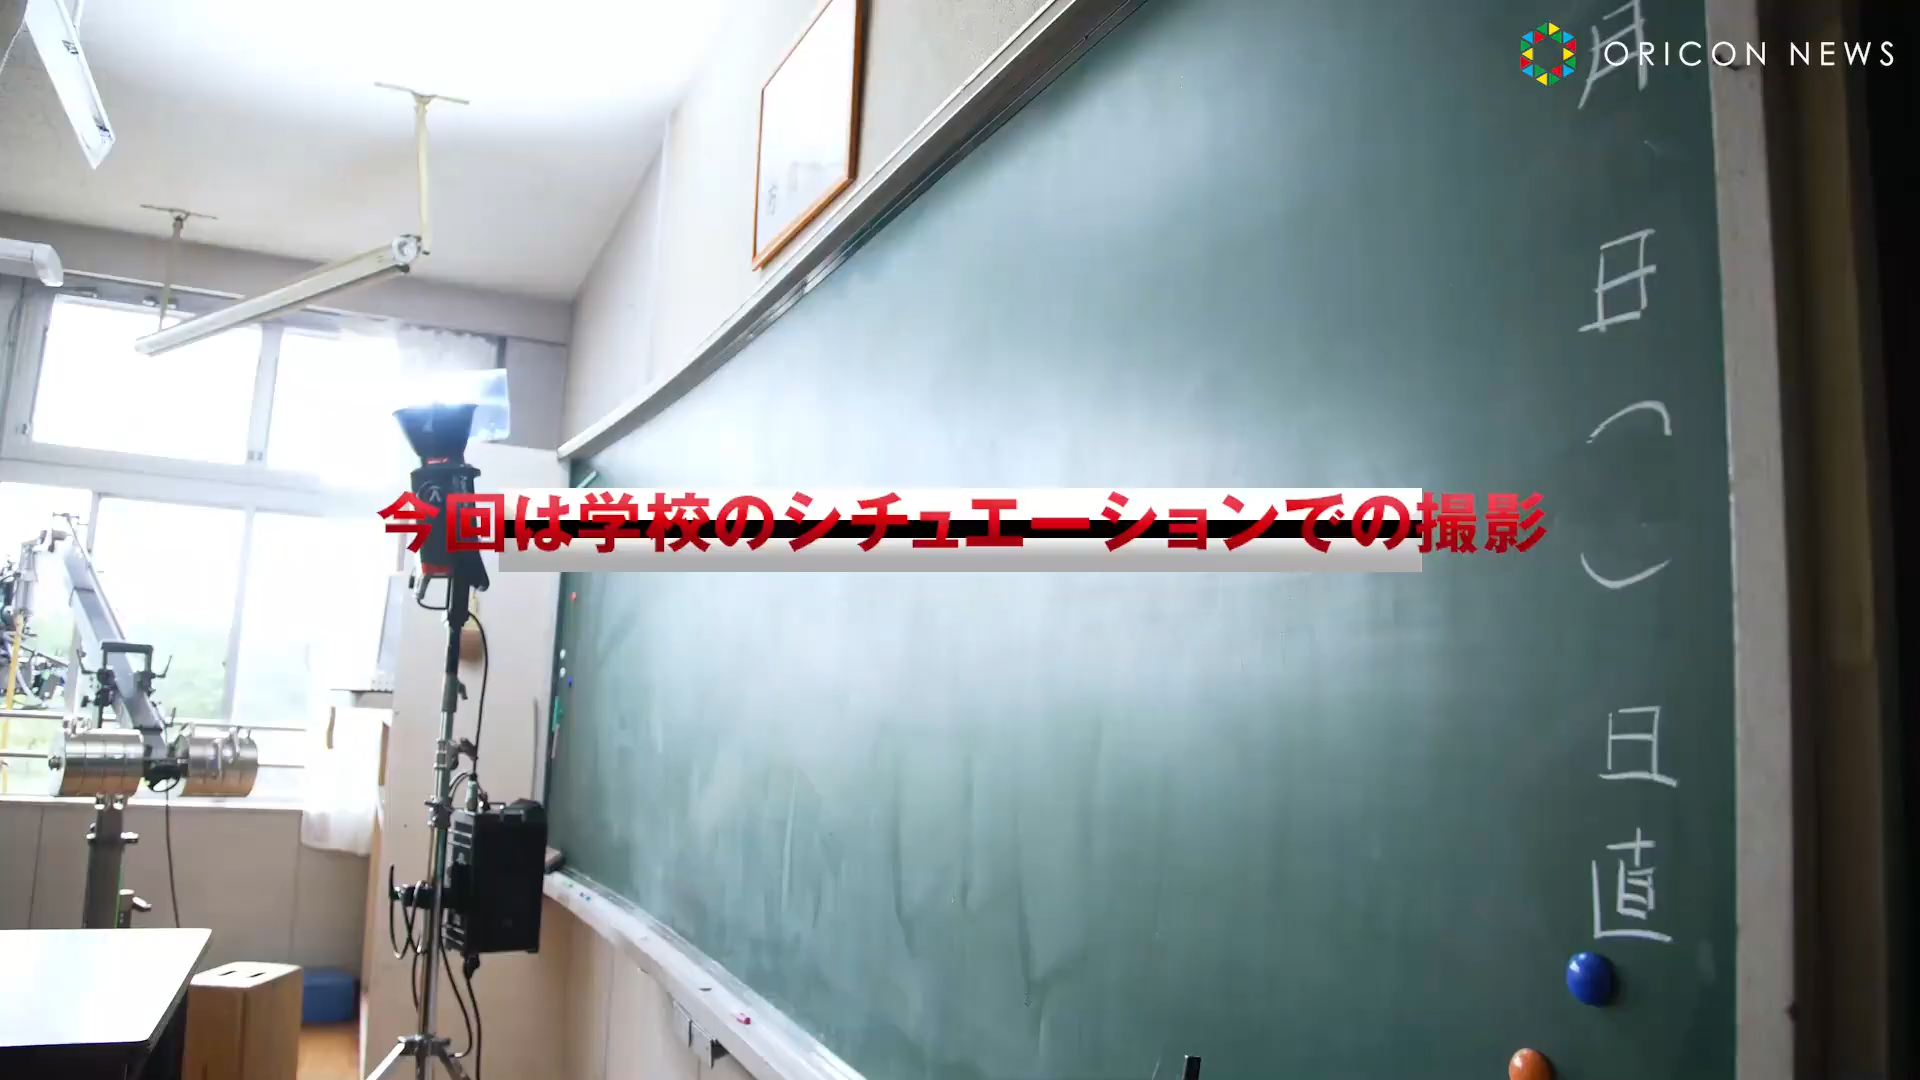 ORICON NEWS
今回は学校のシチュエーションでの撮影
月
日
（
）
日
直